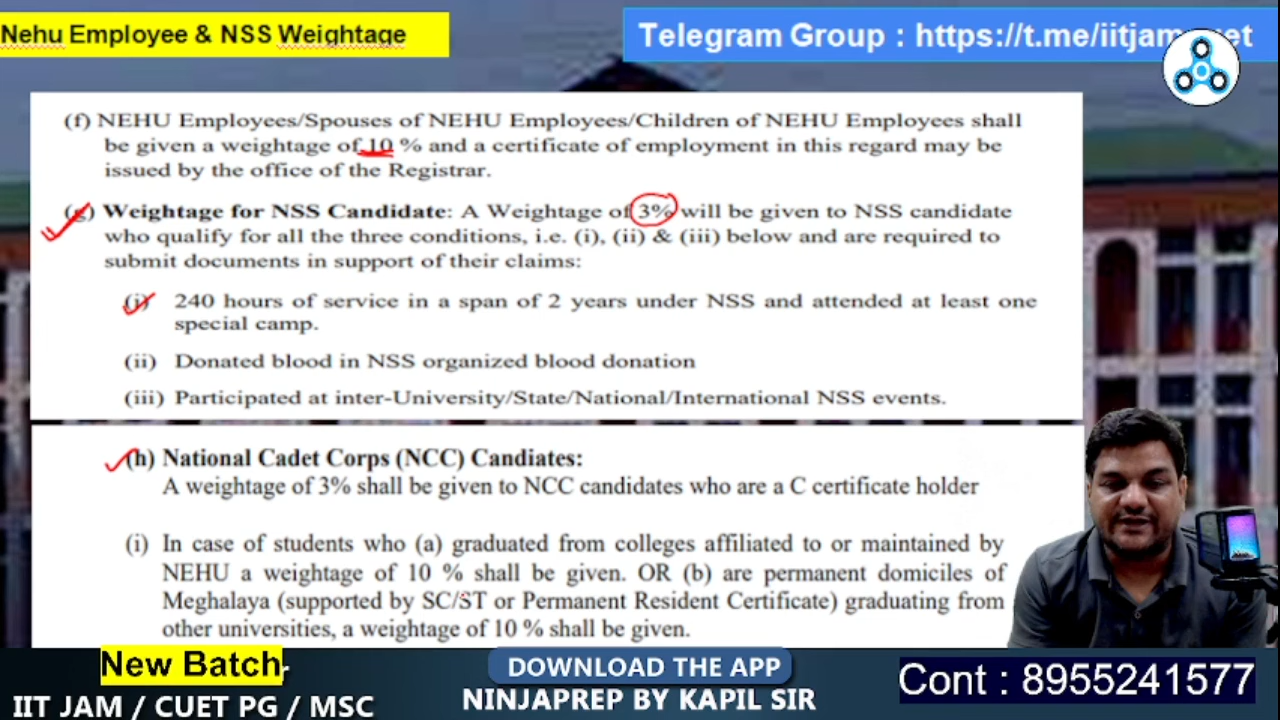 Nehu Employee & NSS Weightage
Telegram Group : https://t.me/iitjam
(f) NEHU Employees/Spouses of NEHU Employees/Children of NEHU Employees shall
be given a weightage of 10 % and a certificate of employment in this regard may be
issued by the office of the Registrar.
(g) Weightage for NSS Candidate: A Weightage of 3% will be given to NSS candidate
who qualify for all the three conditions, i.e. (i), (ii) & (iii) below and are required to
submit documents in support of their claims:
(i) 240 hours of service in a span of 2 years under NSS and attended at least one
special camp.
(ii) Donated blood in NSS organized blood donation
(iii) Participated at inter-University/State/National/International NSS events.
(h) National Cadet Corps (NCC) Candiates:
A weightage of 3% shall be given to NCC candidates who are a C certificate holder
(i) In case of students who (a) graduated from colleges affiliated to or maintained by
NEHU a weightage of 10 % shall be given. OR (b) are permanent domiciles of
Meghalaya (supported by SC/ST or Permanent Resident Certificate) graduating from
other universities, a weightage of 10 % shall be given.
New Batch
IIT JAM / CUET PG / MSC
DOWNLOAD THE APP
NINJAPREP BY KAPIL SIR
Cont : 8955241577